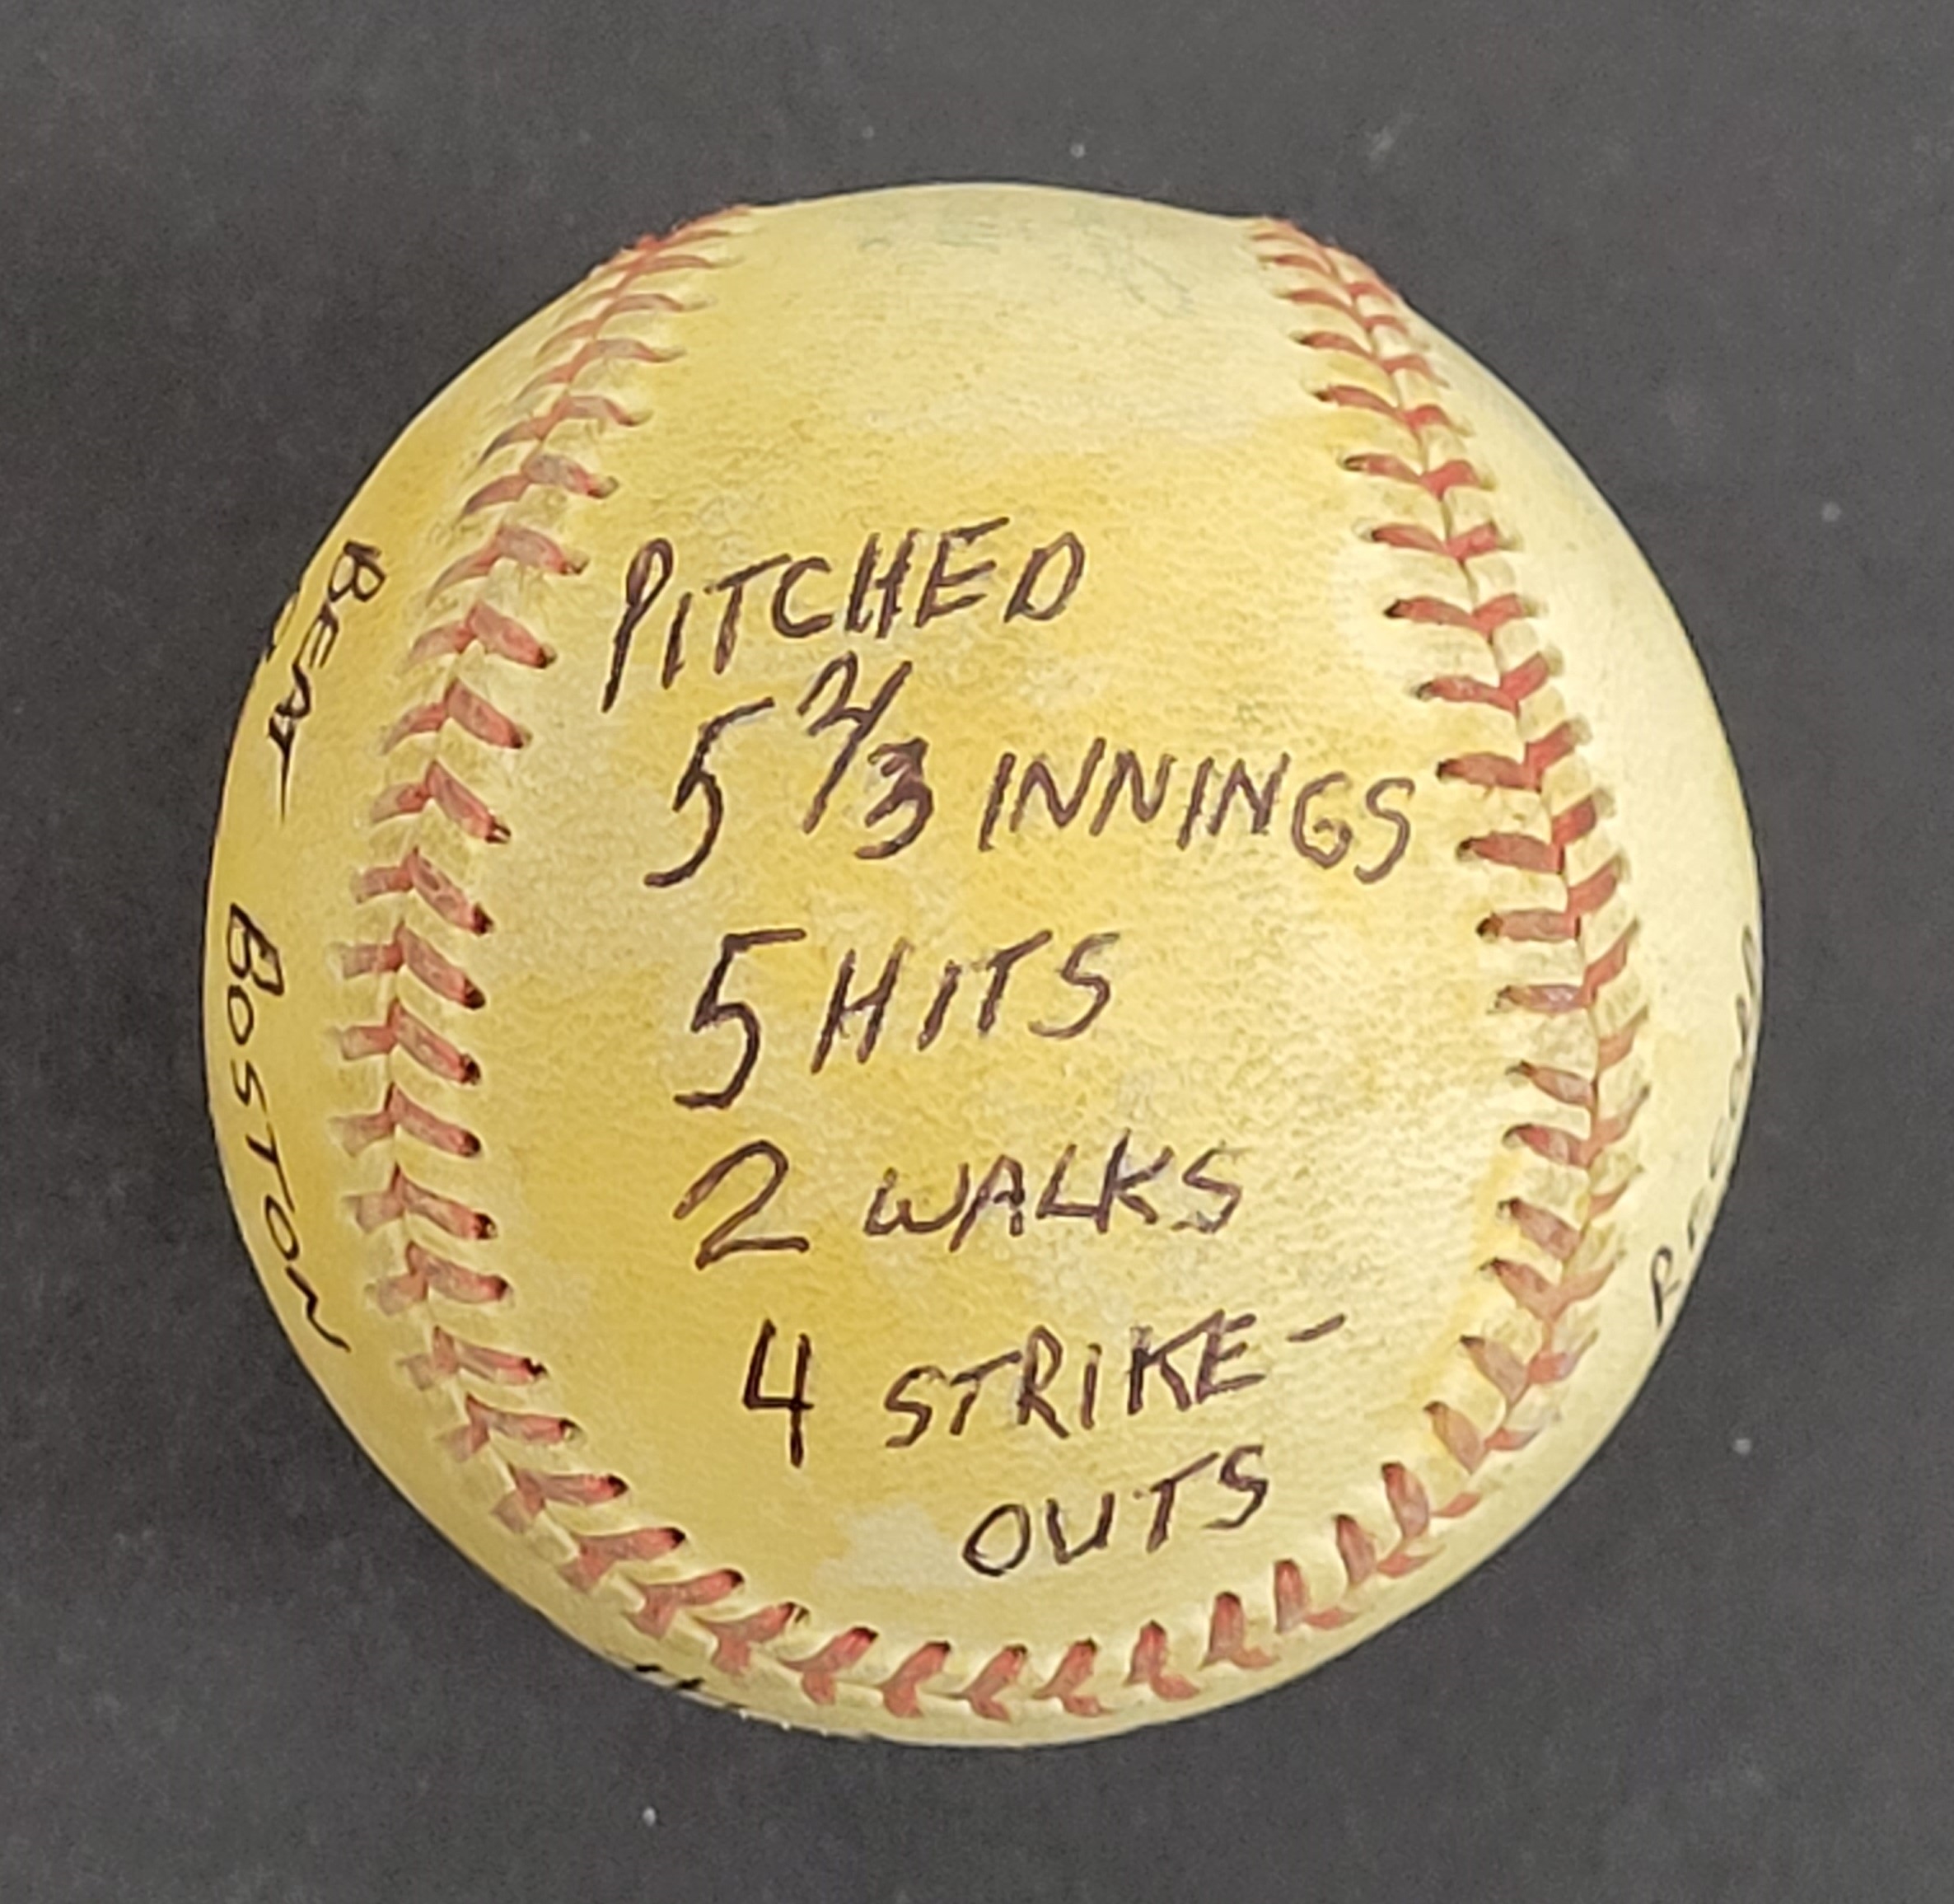 PITCHED
5 2/3 INNINGS
5 HITS
2 WALKS
4 STRIKE-
OUTS
BEAT
BOSTON